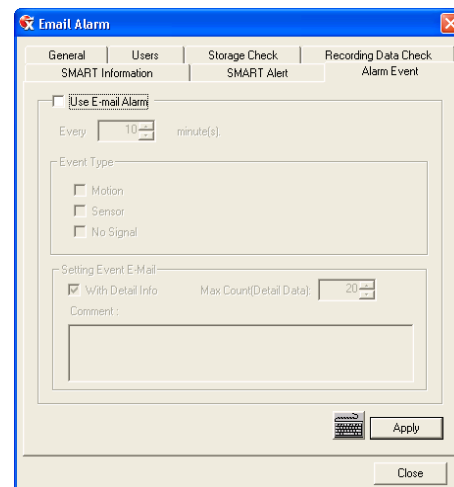 Email Alarm
General Users Storage Check Recording Data Check
SMART Information SMART Alert Alarm Event
Use E-mail Alarm
Every 10 minute(s).
Event Type
Motion
Sensor
No Signal
Setting Event E-Mail
With Detail Info Max Count(Detail Data): 20
Comment :
Apply
Close